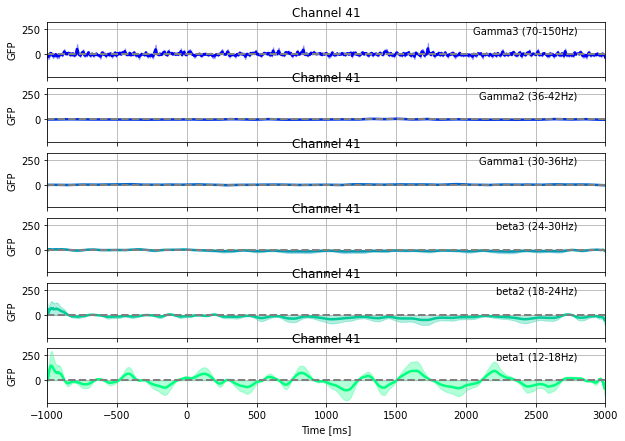 Channel 41
250
0
GFP
Gamma3 (70-150Hz)
Channel 41
250
0
GFP
Gamma2 (36-42Hz)
Channel 41
250
0
GFP
Gamma1 (30-36Hz)
Channel 41
250
0
GFP
beta3 (24-30Hz)
Channel 41
250
0
GFP
beta2 (18-24Hz)
Channel 41
250
0
GFP
beta1 (12-18Hz)
−1000 −500 0 500 1000 1500 2000 2500 3000
Time [ms]